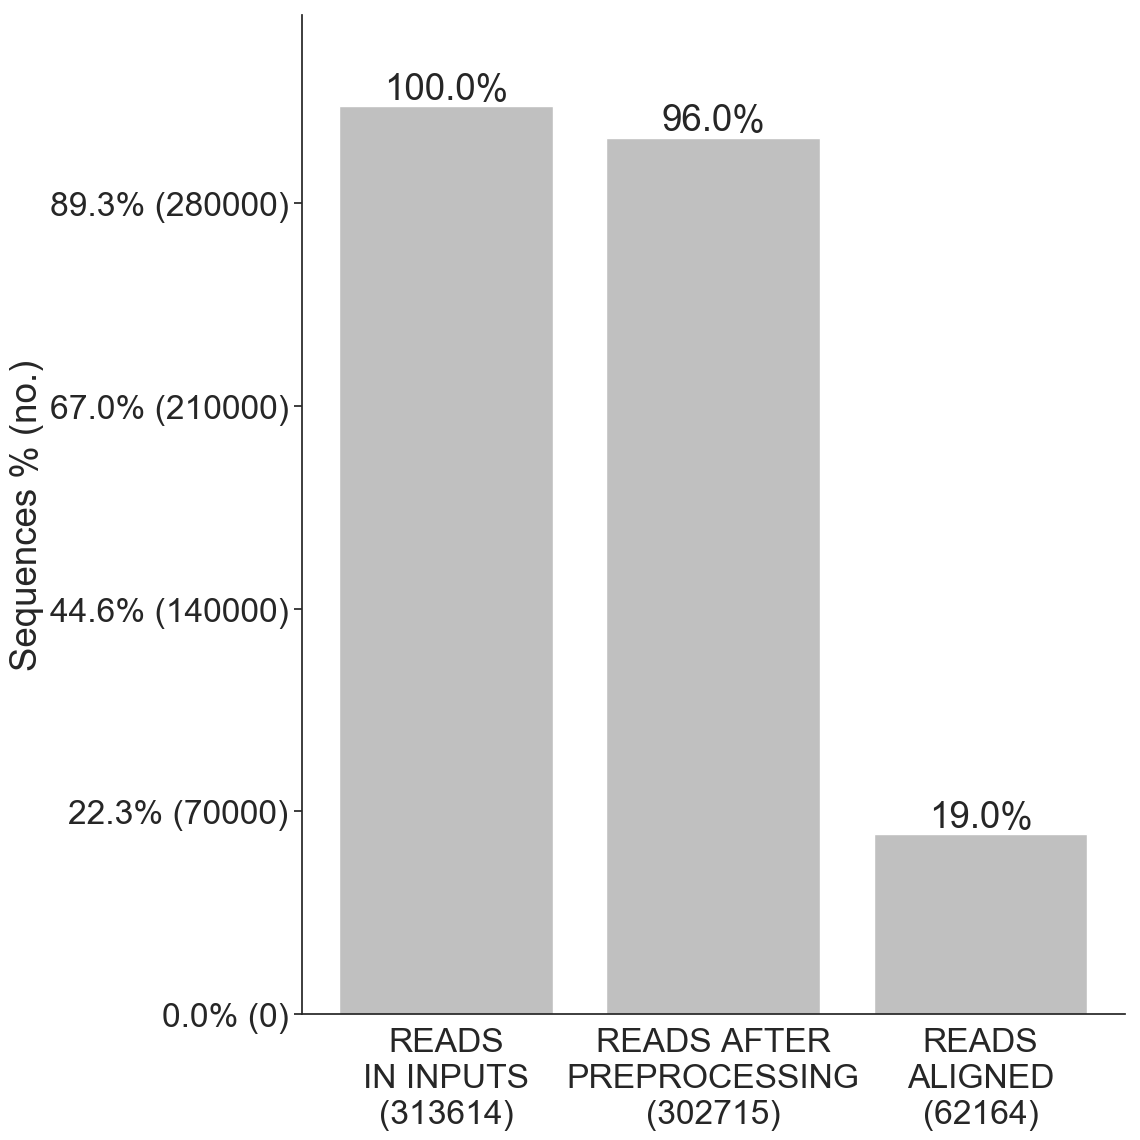 100.0%
96.0%
89.3% (280000)
67.0% (210000)
44.6% (140000)
22.3% (70000)
19.0%
0.0% (0)
Sequences % (no.)
READS
IN INPUTS
(313614)
READS AFTER
PREPROCESSING
(302715)
READS
ALIGNED
(62164)